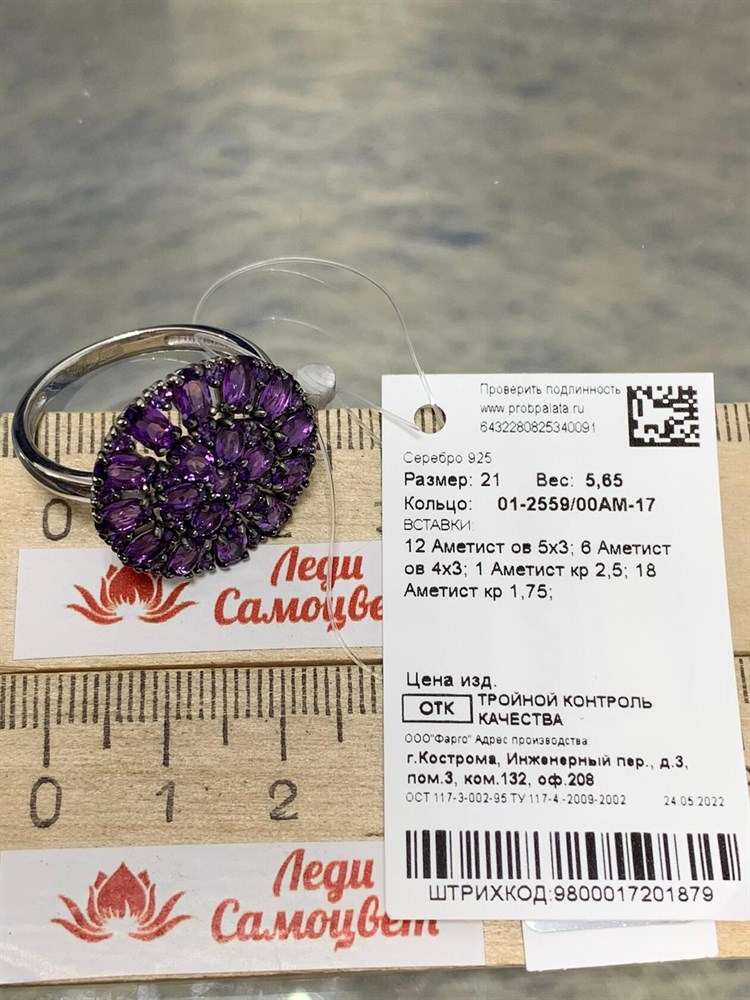 Проверить подлинность
www.probpalata.ru
6432280825340091
Серебро 925
Размер: 21 Вес: 5,65
Кольцо: 01-2559/00АМ-17
ВСТАВКИ:
12 Аметист ов 5х3; 6 Аметист
ов 4х3; 1 Аметист кр 2,5; 18
Аметист кр 1,75;
Цена изд.
ОТК ТРОЙНОЙ КОНТРОЛЬ
КАЧЕСТВА
ООО"Фарго" Адрес производства:
г.Кострома, Инженерный пер., д.3,
пом.3, ком.132, оф.208
ОСТ 117-3-002-95 ТУ 117-4.-2009-2002 24.05.2022
ШТРИХКОД:9800017201879
0
Леди
Самоцве
0 1 2
Леди
Самоцвет